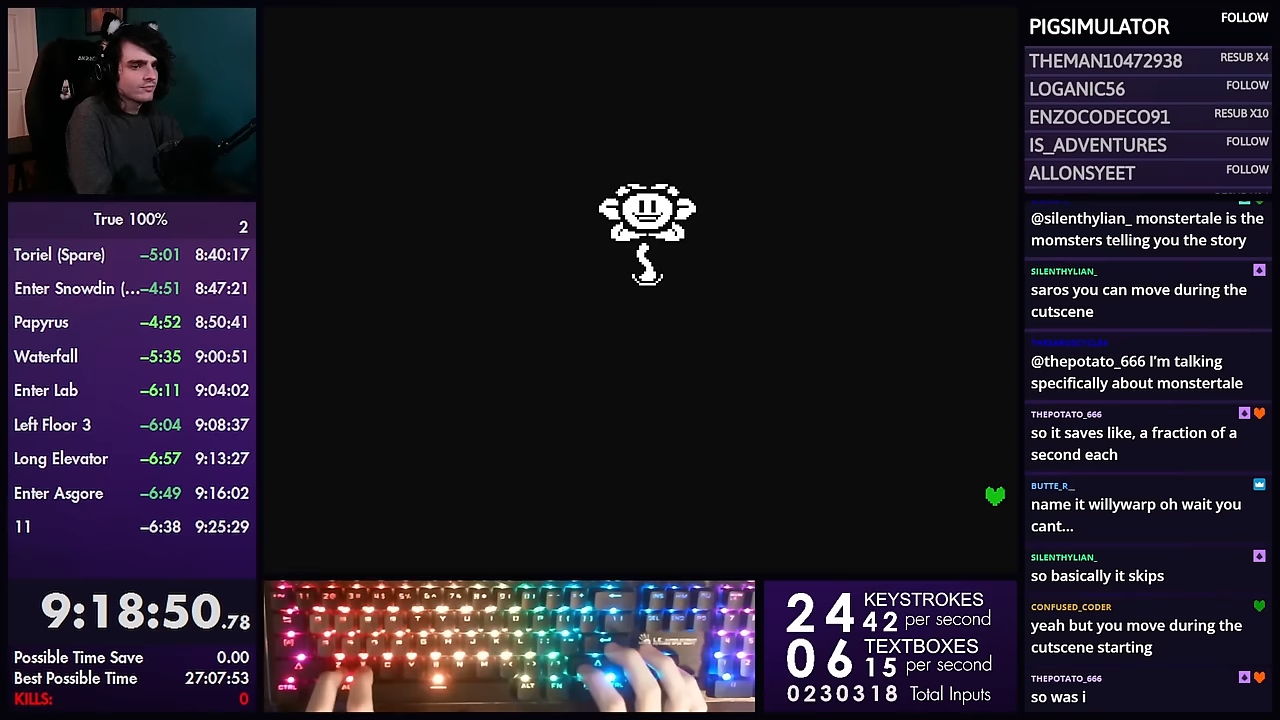 True 100%
2
Toriel (Spare) –5:01 8:40:17
Enter Snowdin (... –4:51 8:47:21
Papyrus –4:52 8:50:41
Waterfall –5:35 9:00:51
Enter Lab –6:11 9:04:02
Left Floor 3 –6:04 9:08:37
Long Elevator –6:57 9:13:27
Enter Asgore –6:49 9:16:02
11 –6:38 9:25:29
9:18:50.78
Possible Time Save 0.00
Best Possible Time 27:07:53
KILLS: 0
24 KEYSTROKES
42 per second
06 TEXTBOXES
15 per second
0230318 Total Inputs
PIGSIMULATOR FOLLOW
THEMAN10472938 RESUB X4
LOGANIC56 FOLLOW
ENZOCODECO91 RESUB X10
IS_ADVENTURES FOLLOW
ALLONSYEET FOLLOW
@silenthylian_ monstertale is the
momsters telling you the story
SILENTHYLIAN_
saros you can move during the
cutscene
@thepotato_666 I'm talking
specifically about monstertale
THEPOTATO_666
so it saves like, a fraction of a
second each
BUTTE_R__
name it willywarp oh wait you
cant...
SILENTHYLIAN_
so basically it skips
CONFUSED_CODER
yeah but you move during the
cutscene starting
THEPOTATO_666
so was i